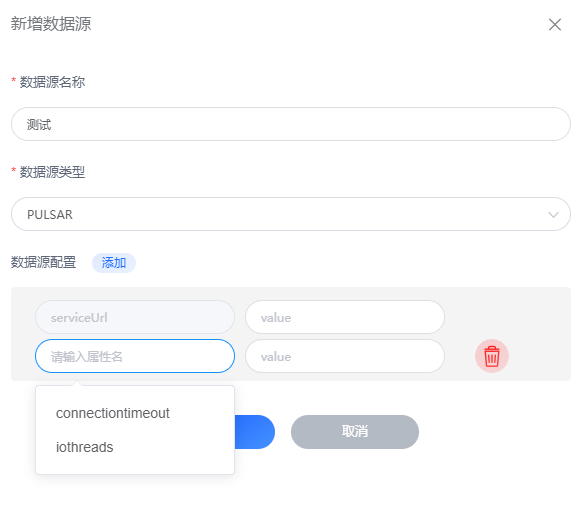 新增数据源
* 数据源名称
测试
* 数据源类型
PULSAR
数据源配置 添加
serviceUrl value
请输入属性名 value
connectiontimeout
iothreads
取消